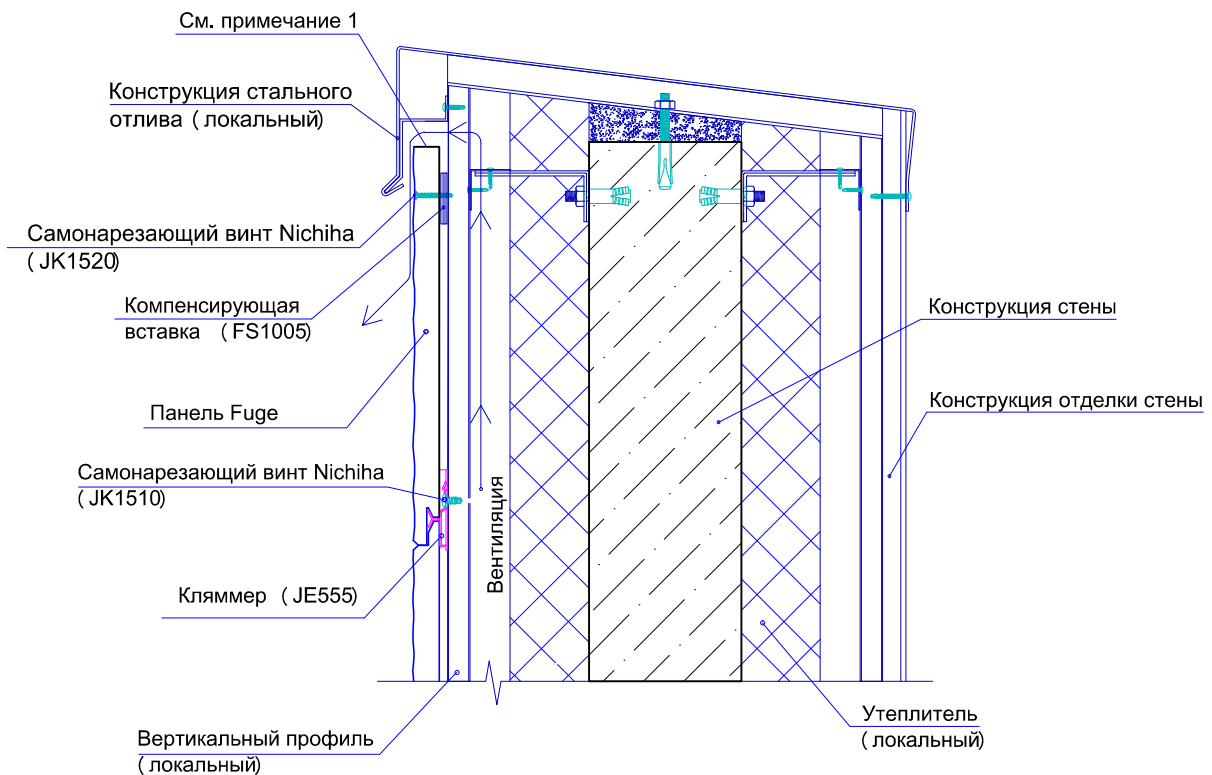 См. примечание 1
Конструкция стального
отлива (локальный)
Самонарезающий винт Nichiha
(JK1520)
Компенсирующая
вставка (FS1005)
Панель Fuge
Самонарезающий винт Nichiha
(JK1510)
Кляммер (JE555)
Вертикальный профиль
(локальный)
Вентиляция
Конструкция стены
Конструкция отделки стены
Утеплитель
(локальный)